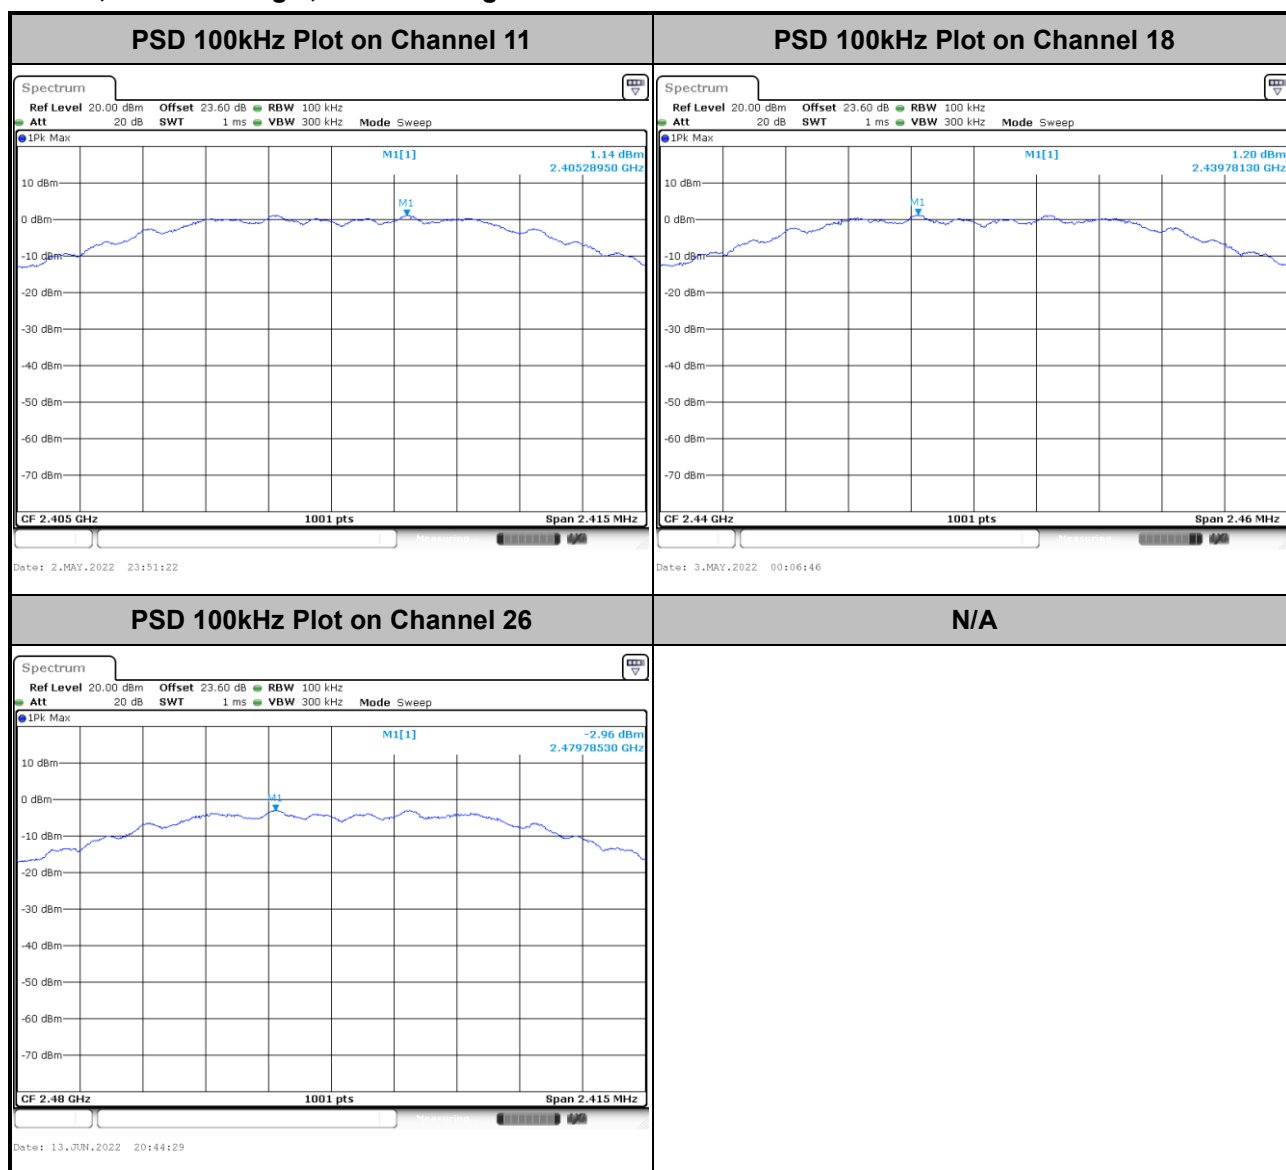 PSD 100kHz Plot on Channel 11
PSD 100kHz Plot on Channel 18
Spectrum
Ref Level 20.00 dBm Offset 23.60 dB RBW 100 kHz
Att 20 dB SWT 1 ms VBW 300 kHz Mode Sweep
1Pk Max
M1[1] 1.14 dBm
2.40528950 GHz
M1
10 dBm
0 dBm
-10 dBm
-20 dBm
-30 dBm
-40 dBm
-50 dBm
-60 dBm
-70 dBm
CF 2.405 GHz 1001 pts Span 2.415 MHz
Measuring...
Date: 2.MAY.2022 23:51:22
Spectrum
Ref Level 20.00 dBm Offset 23.60 dB RBW 100 kHz
Att 20 dB SWT 1 ms VBW 300 kHz Mode Sweep
1Pk Max
M1[1] 1.20 dBm
2.43978130 GHz
M1
10 dBm
0 dBm
-10 dBm
-20 dBm
-30 dBm
-40 dBm
-50 dBm
-60 dBm
-70 dBm
CF 2.44 GHz 1001 pts Span 2.46 MHz
Measuring...
Date: 3.MAY.2022 00:06:46
PSD 100kHz Plot on Channel 26
N/A
Spectrum
Ref Level 20.00 dBm Offset 23.60 dB RBW 100 kHz
Att 20 dB SWT 1 ms VBW 300 kHz Mode Sweep
1Pk Max
M1[1] -2.96 dBm
2.47978530 GHz
M1
10 dBm
0 dBm
-10 dBm
-20 dBm
-30 dBm
-40 dBm
-50 dBm
-60 dBm
-70 dBm
CF 2.48 GHz 1001 pts Span 2.415 MHz
Measuring...
Date: 13.JUN.2022 20:44:29